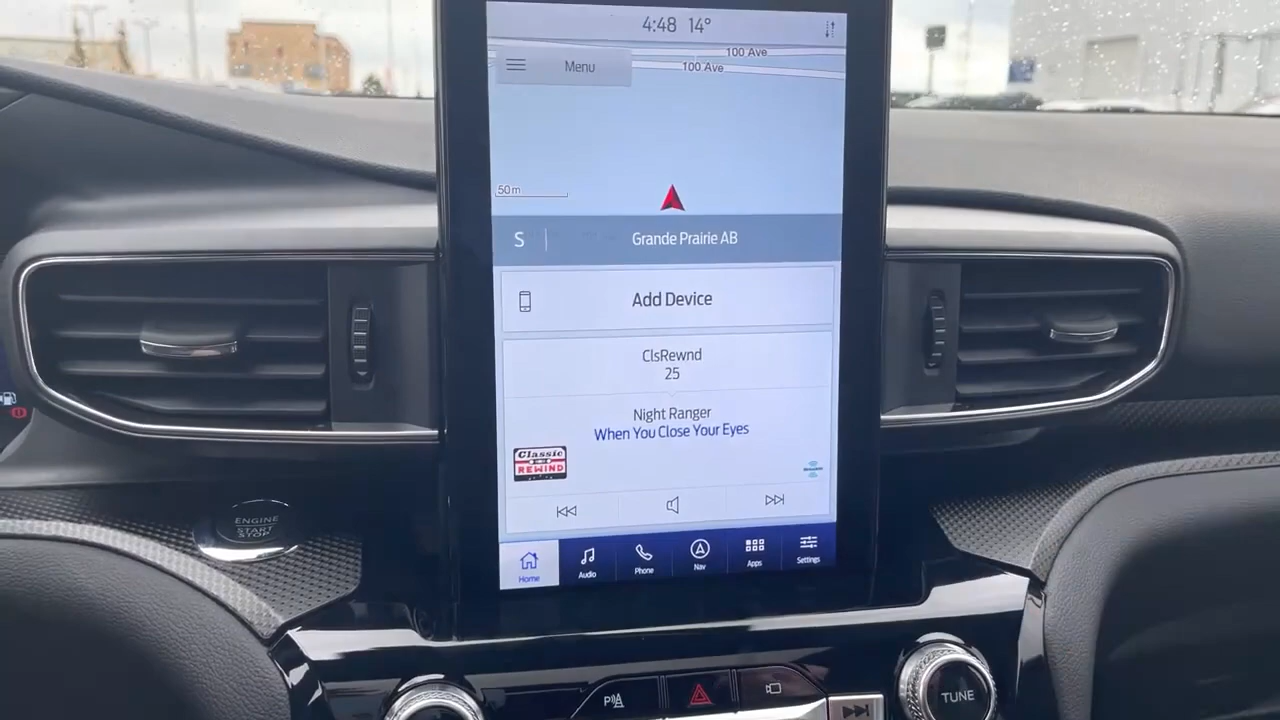 4:48 14°
100 Ave
Menu
100 Ave
50 m
S
Grande Prairie AB
Add Device
ClsRewnd
25
Night Ranger
When You Close Your Eyes
Classic
REWIND
Home
Audio
Phone
Nav
Apps
Settings
ENGINE
START
STOP
TUNE